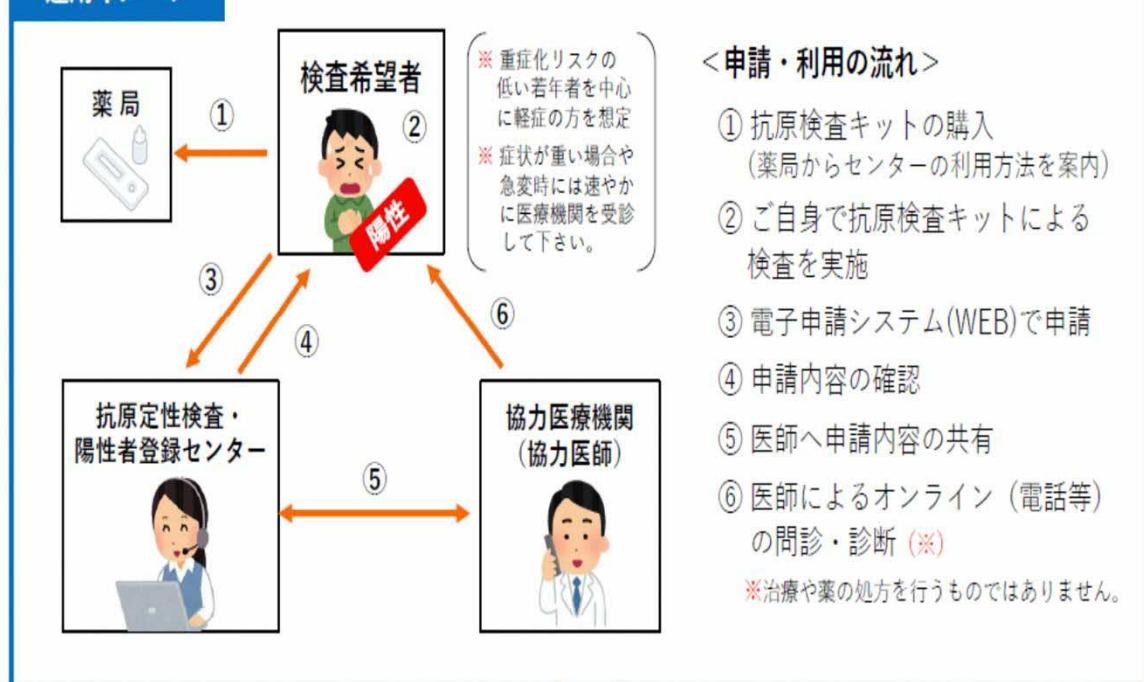 薬局
①
検査希望者
②
陽性
※ 重症化リスクの
低い若年者を中心
に軽症の方を想定
※ 症状が重い場合や
急変時には速やか
に医療機関を受診
して下さい。
③
④
⑥
抗原定性検査・
陽性者登録センター
⑤
協力医療機関
(協力医師)
＜申請・利用の流れ＞
① 抗原検査キットの購入
(薬局からセンターの利用方法を案内)
② ご自身で抗原検査キットによる
検査を実施
③ 電子申請システム(WEB)で申請
④ 申請内容の確認
⑤ 医師へ申請内容の共有
⑥ 医師によるオンライン（電話等）
の問診・診断 (※)
※治療や薬の処方を行うものではありません。